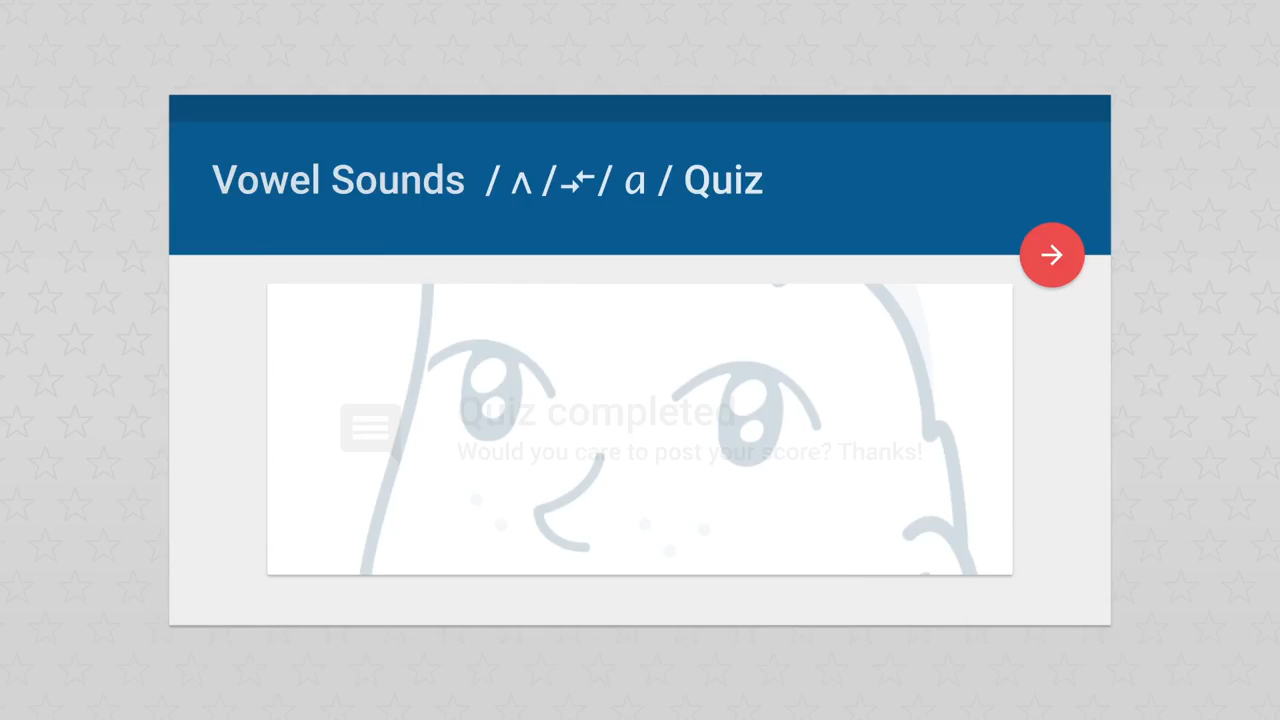 Vowel Sounds / ʌ / / ɑ / Quiz
Quiz completed
Would you care to post your score? Thanks!